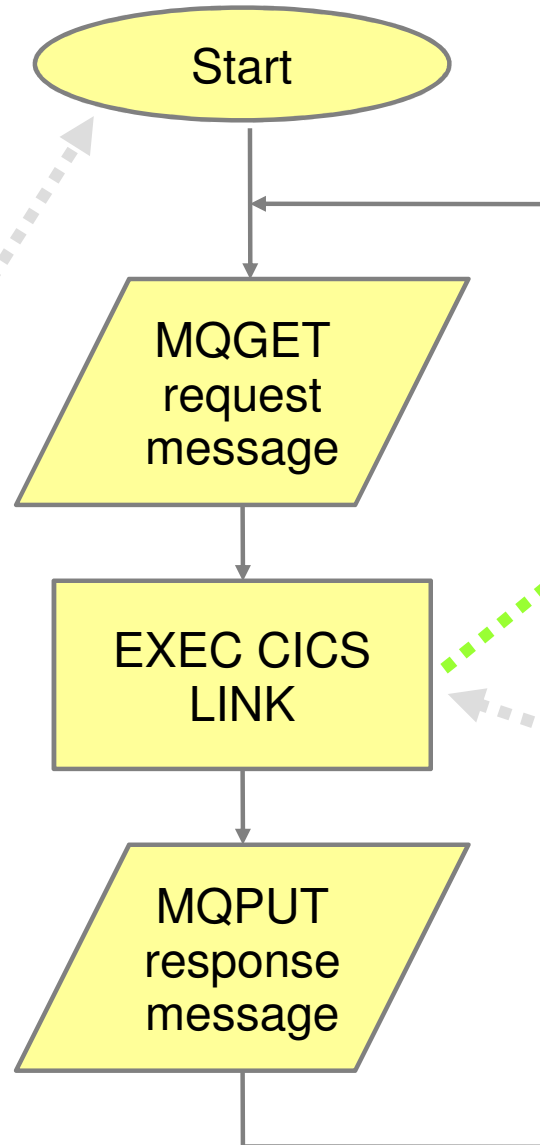 Start
MQGET
request
message
EXEC CICS
LINK
MQPUT
response
message